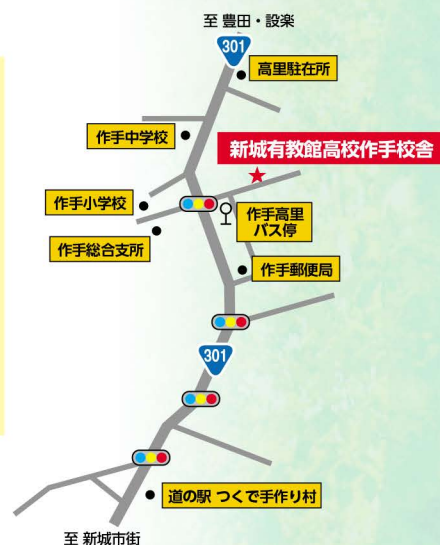 至 豊田・設楽
301
高里駐在所
作手中学校
新城有教館高校作手校舎
作手小学校
作手高里
バス停
作手総合支所
作手郵便局
301
道の駅 つくで手作り村
至 新城市街